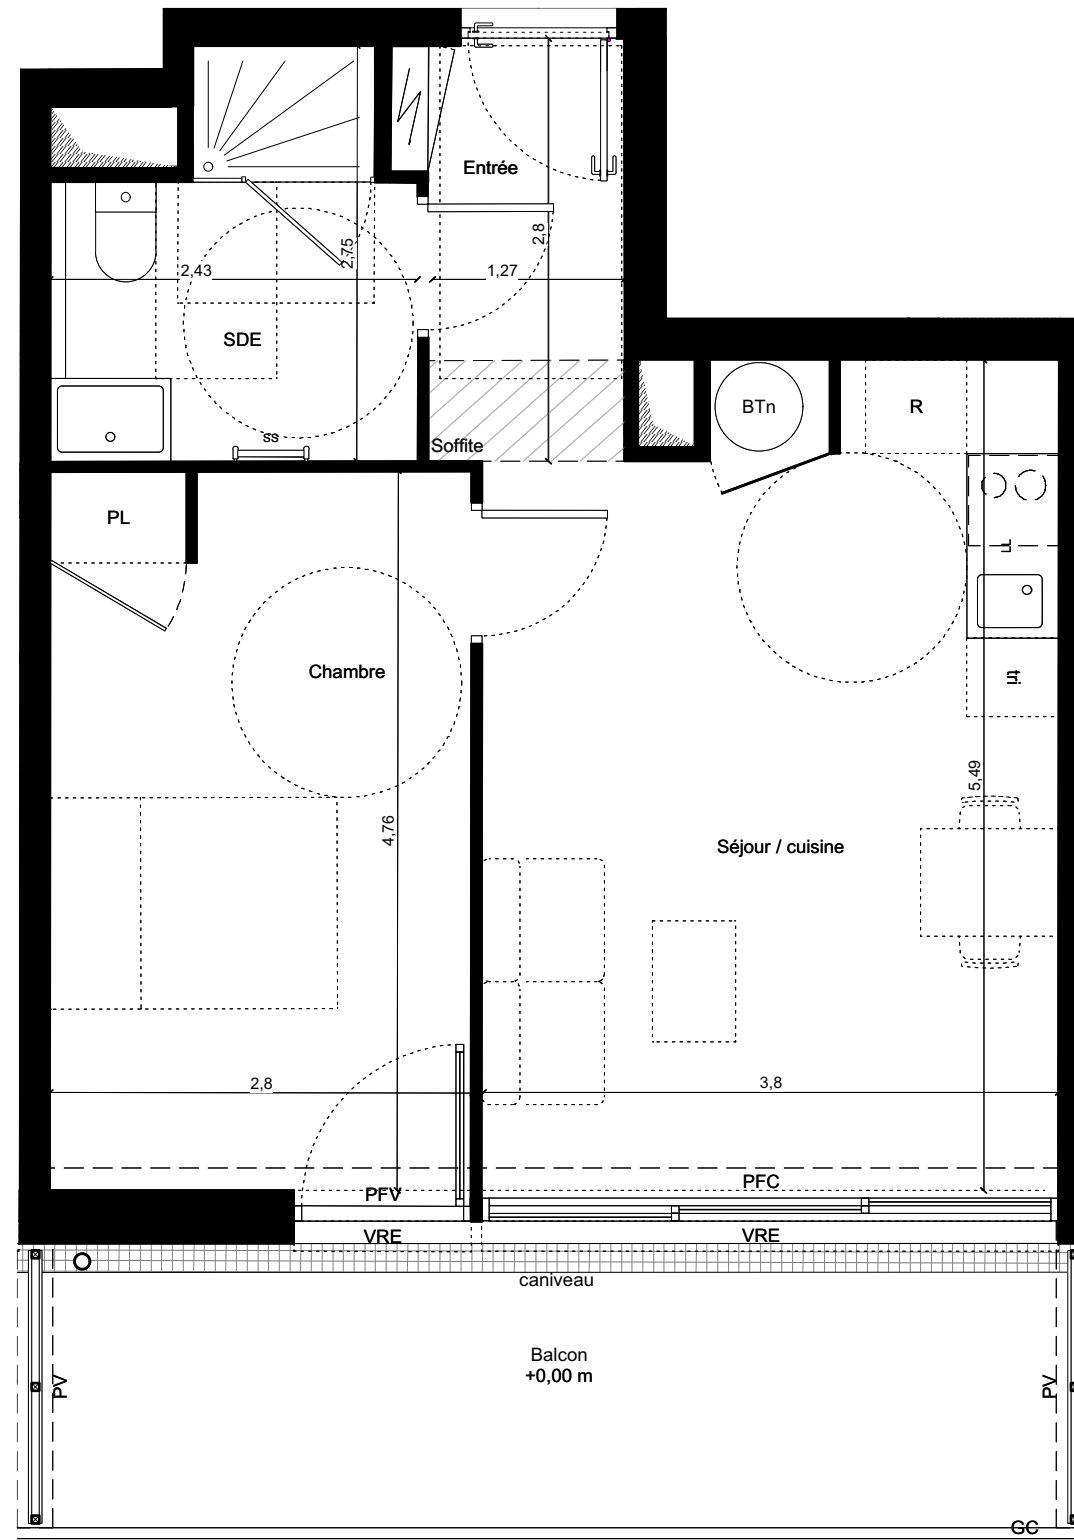 Entrée
2,75
2,8
2,43
1,27
SDE
BTn
R
Soffite
ss
PL
LL
Chambre
tri
5,49
4,76
Séjour / cuisine
2,8
3,8
PFV
PFC
VRE
VRE
caniveau
Balcon
+0,00 m
PV
PV
GC